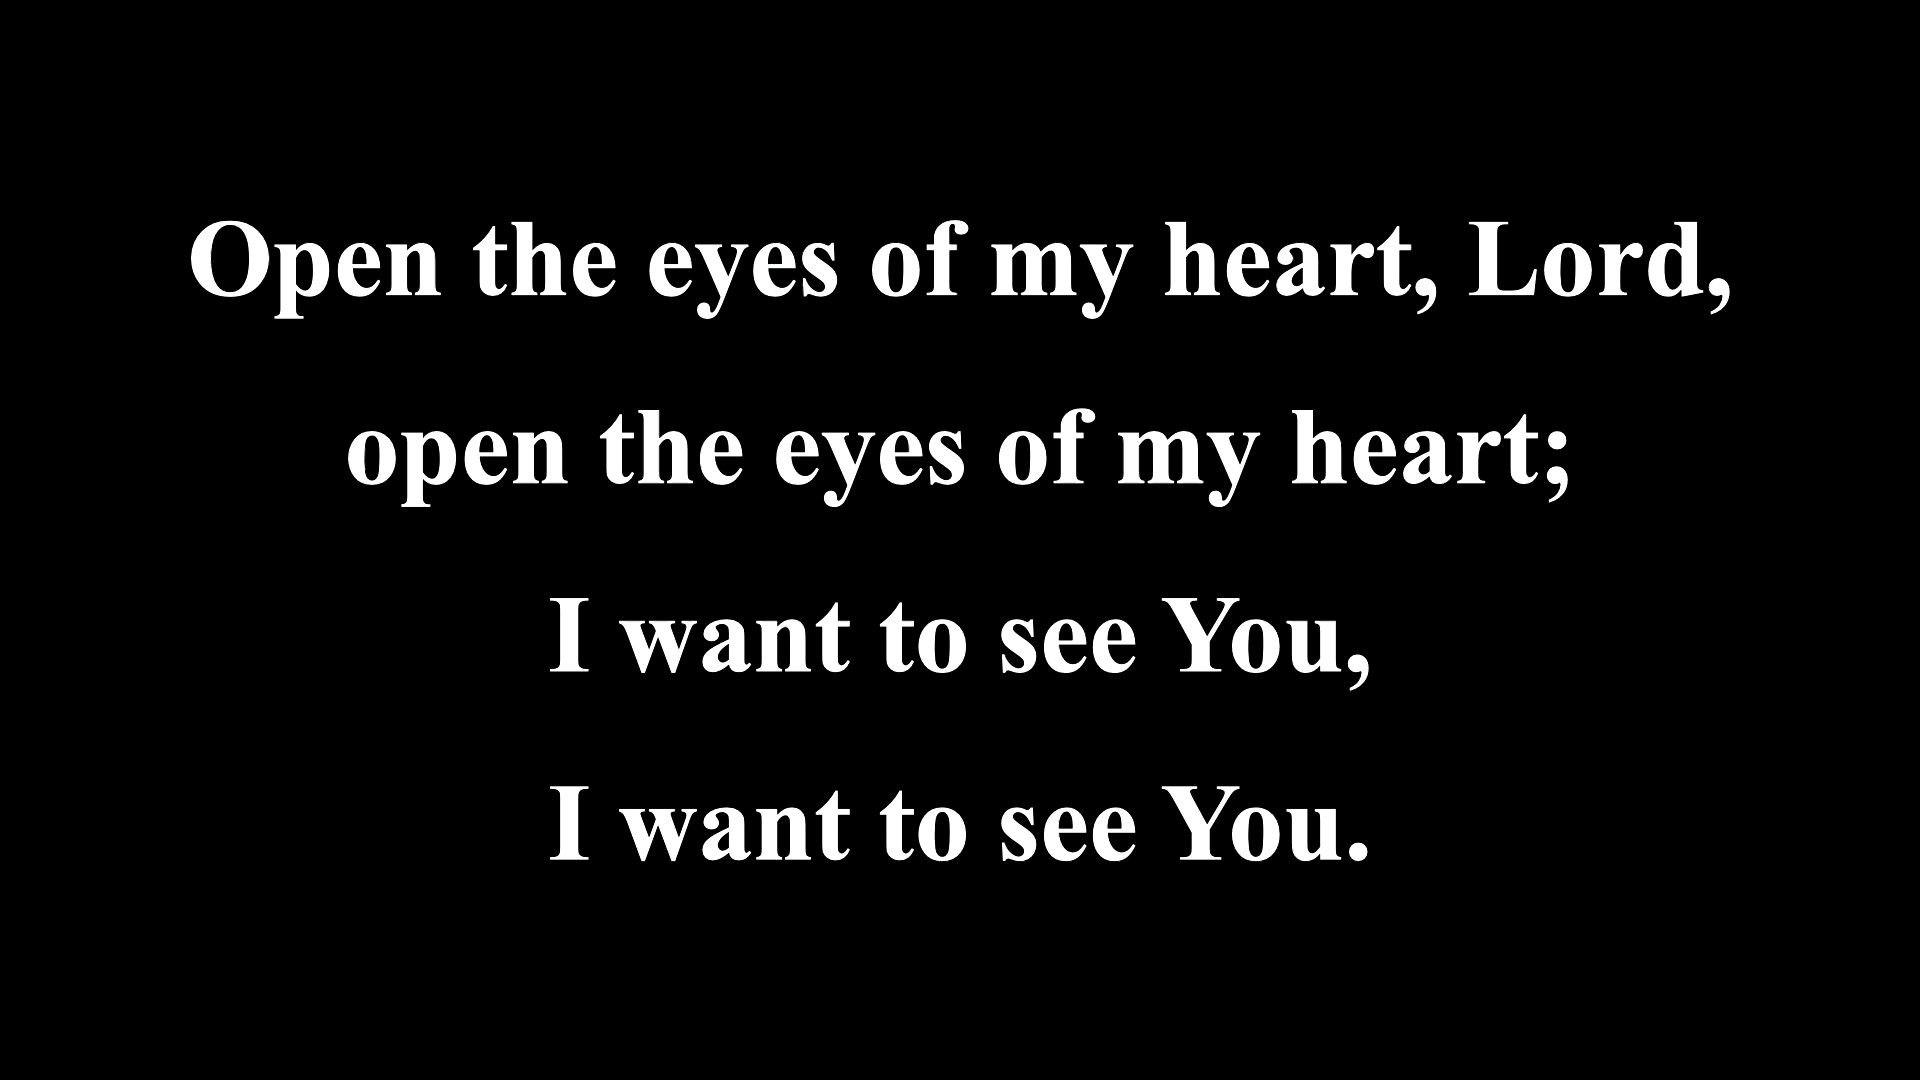 Open the eyes of my heart, Lord,
open the eyes of my heart;
I want to see You,
I want to see You.